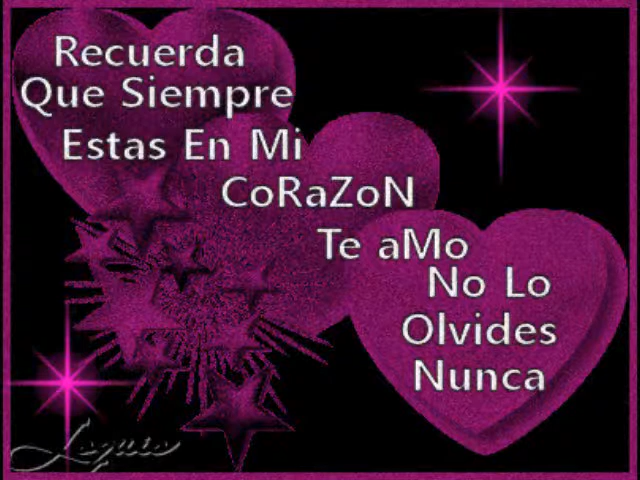 Recuerda
Que Siempre
Estas En Mi
CoRaZoN
Te aMo
No Lo
Olvides
Nunca